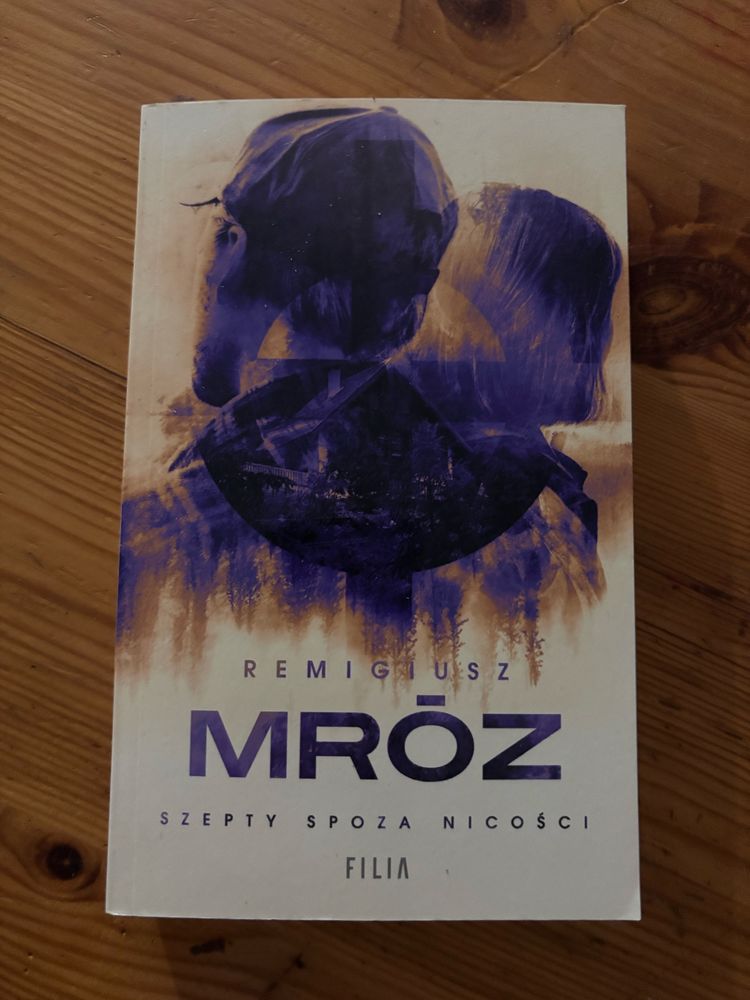 REMIGIUSZ
MRÓZ
SZEPTY SPOZA NICOŚCI
FILIA